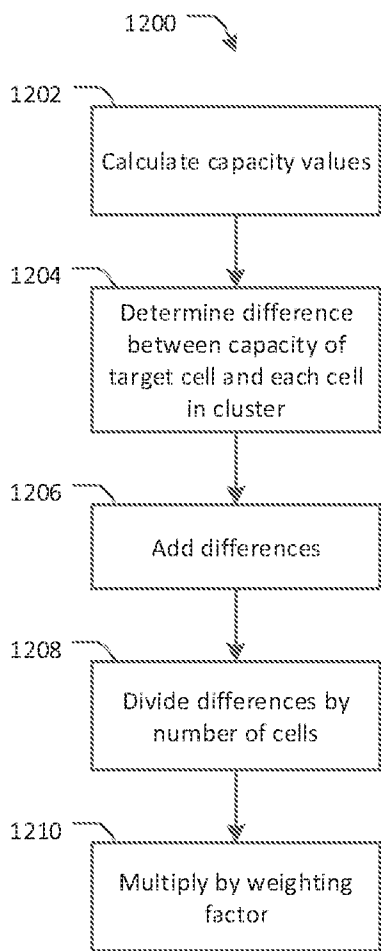 1200
1202
Calculate capacity values
1204
Determine difference
between capacity of
target cell and each cell
in cluster
1206
Add differences
1208
Divide differences by
number of cells
1210
Multiply by weighting
factor